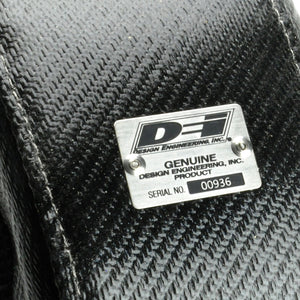 DEi
DESIGN ENGINEERING, INC.
GENUINE
DESIGN ENGINEERING, INC.
PRODUCT
SERIAL NO. 00936